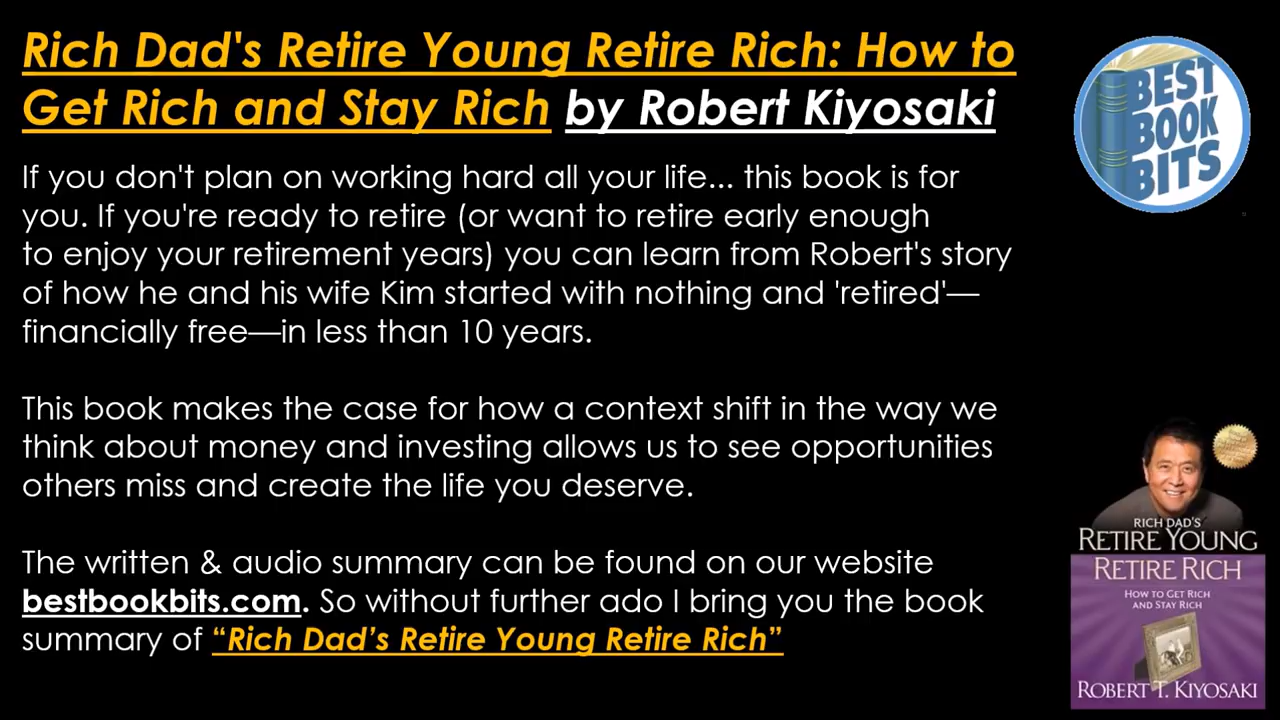 Rich Dad's Retire Young Retire Rich: How to
Get Rich and Stay Rich by Robert Kiyosaki
BEST
BOOK
BITS
If you don't plan on working hard all your life... this book is for
you. If you're ready to retire (or want to retire early enough
to enjoy your retirement years) you can learn from Robert's story
of how he and his wife Kim started with nothing and 'retired'—
financially free—in less than 10 years.
This book makes the case for how a context shift in the way we
think about money and investing allows us to see opportunities
others miss and create the life you deserve.
The written & audio summary can be found on our website
bestbookbits.com. So without further ado I bring you the book
summary of “Rich Dad’s Retire Young Retire Rich”
RICH DAD'S
RETIRE YOUNG
RETIRE RICH
HOW TO GET RICH
AND STAY RICH
ROBERT T. KIYOSAKI